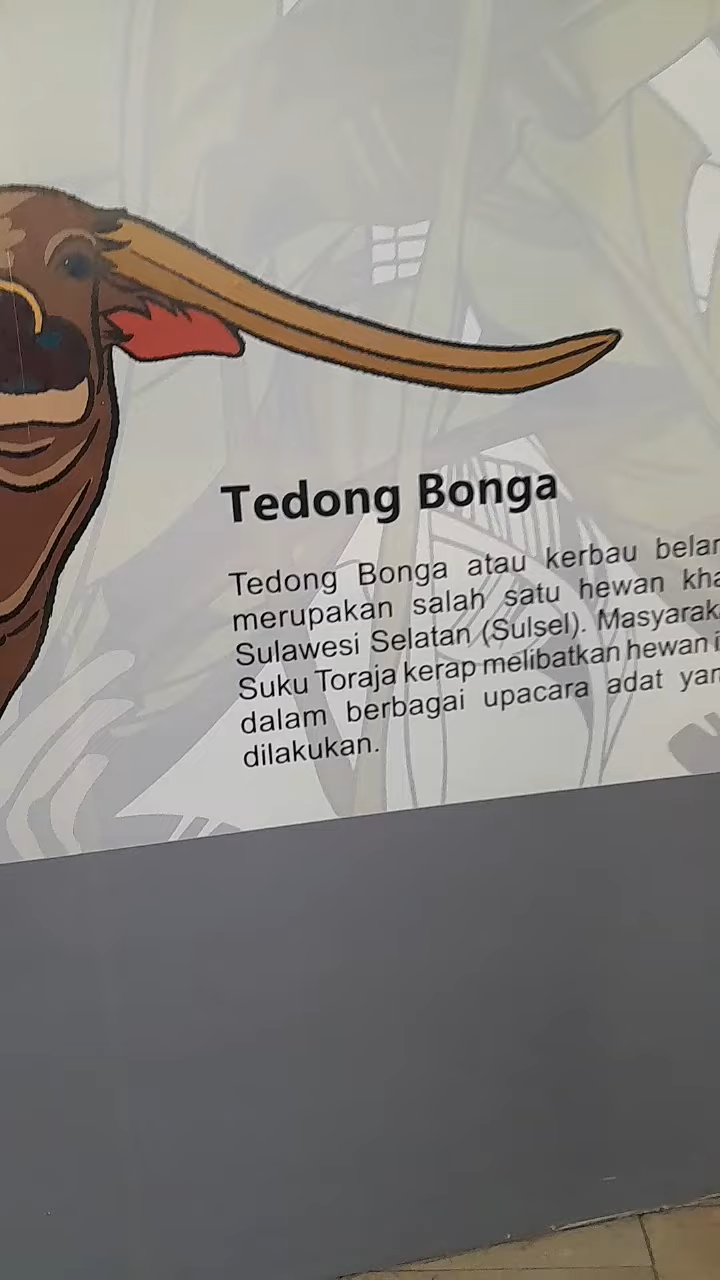 Tedong Bonga
Tedong Bonga atau kerbau
merupakan salah satu hewan
Sulawesi Selatan (Sulsel).
Suku Toraja kerap melibatkan hewan
dalam berbagai upacara adat
dilakukan.